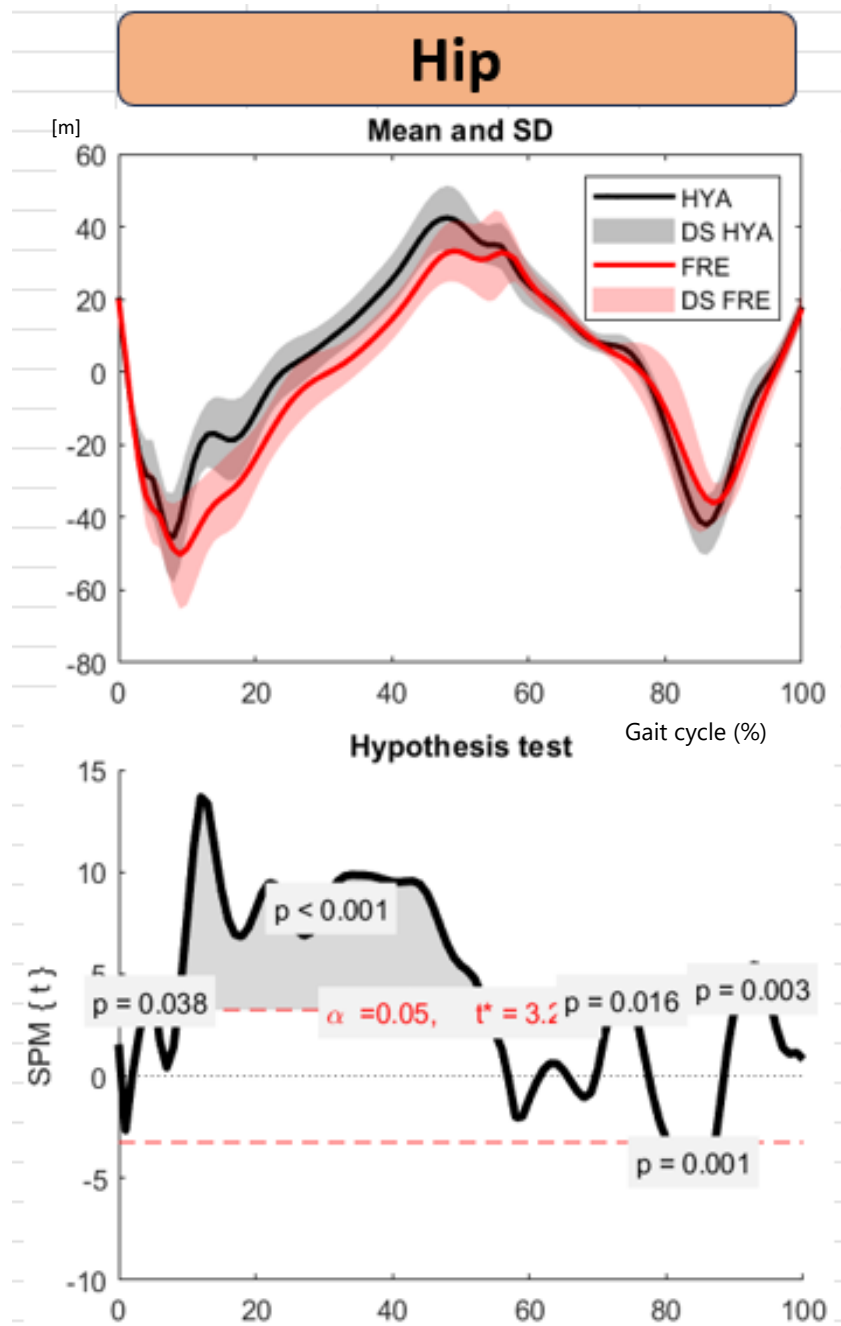 Hip
[m]
Mean and SD
60
40
20
0
-20
-40
-60
-80
HYA
DS HYA
FRE
DS FRE
0 20 40 60 80 100
Gait cycle (%)
Hypothesis test
15
10
5
0
-5
-10
SPM { t }
p < 0.001
p = 0.038
α =0.05, t* = 3.2
p = 0.016
p = 0.003
p = 0.001
0 20 40 60 80 100